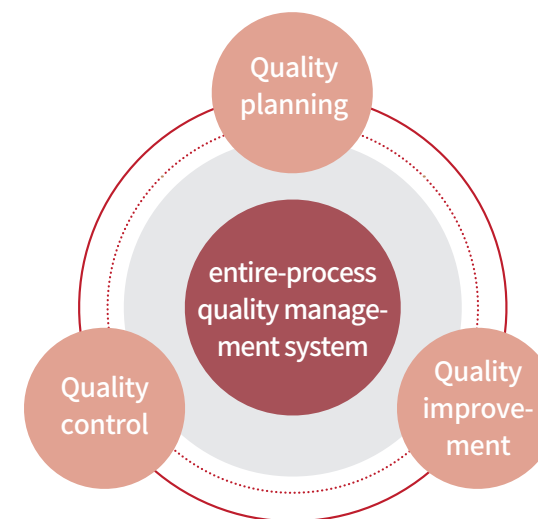 Quality
planning
entire-process
quality manage-
ment system
Quality
control
Quality
improve-
ment